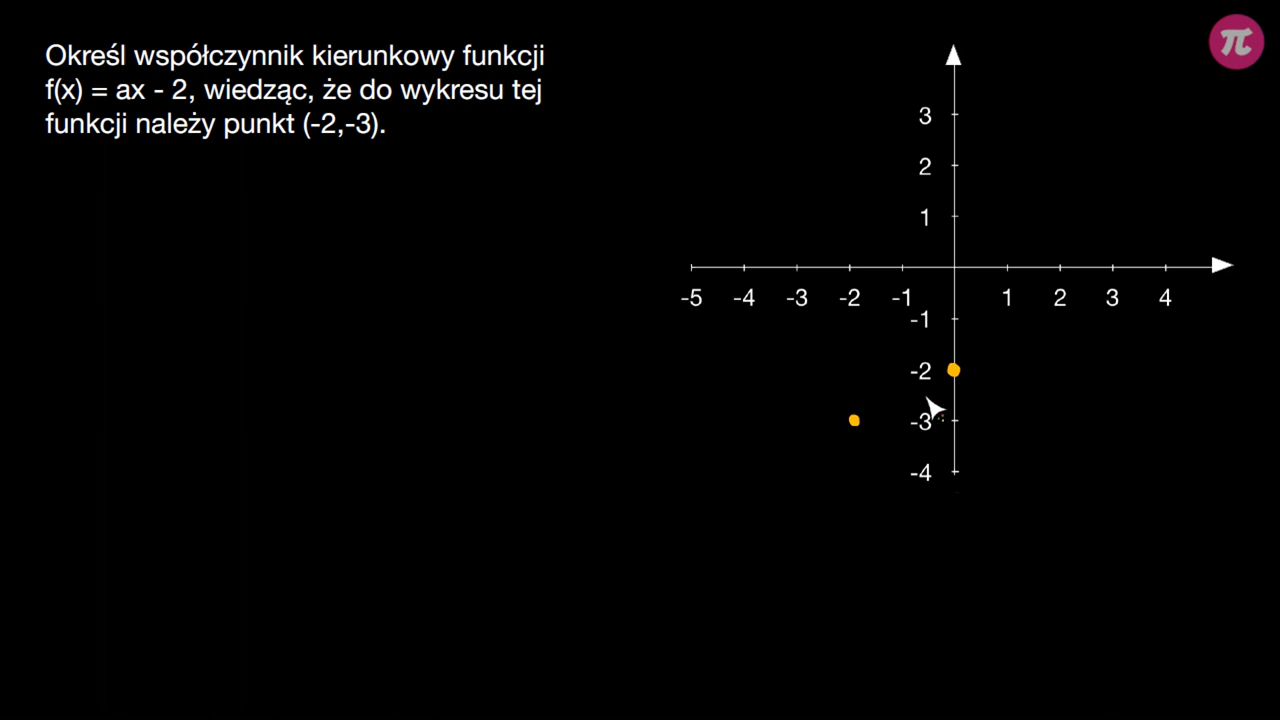 Określ współczynnik kierunkowy funkcji
f(x) = ax - 2, wiedząc, że do wykresu tej
funkcji należy punkt (-2,-3).
π
3
2
1
-5 -4 -3 -2 -1 1 2 3 4
-1
-2
-3
-4